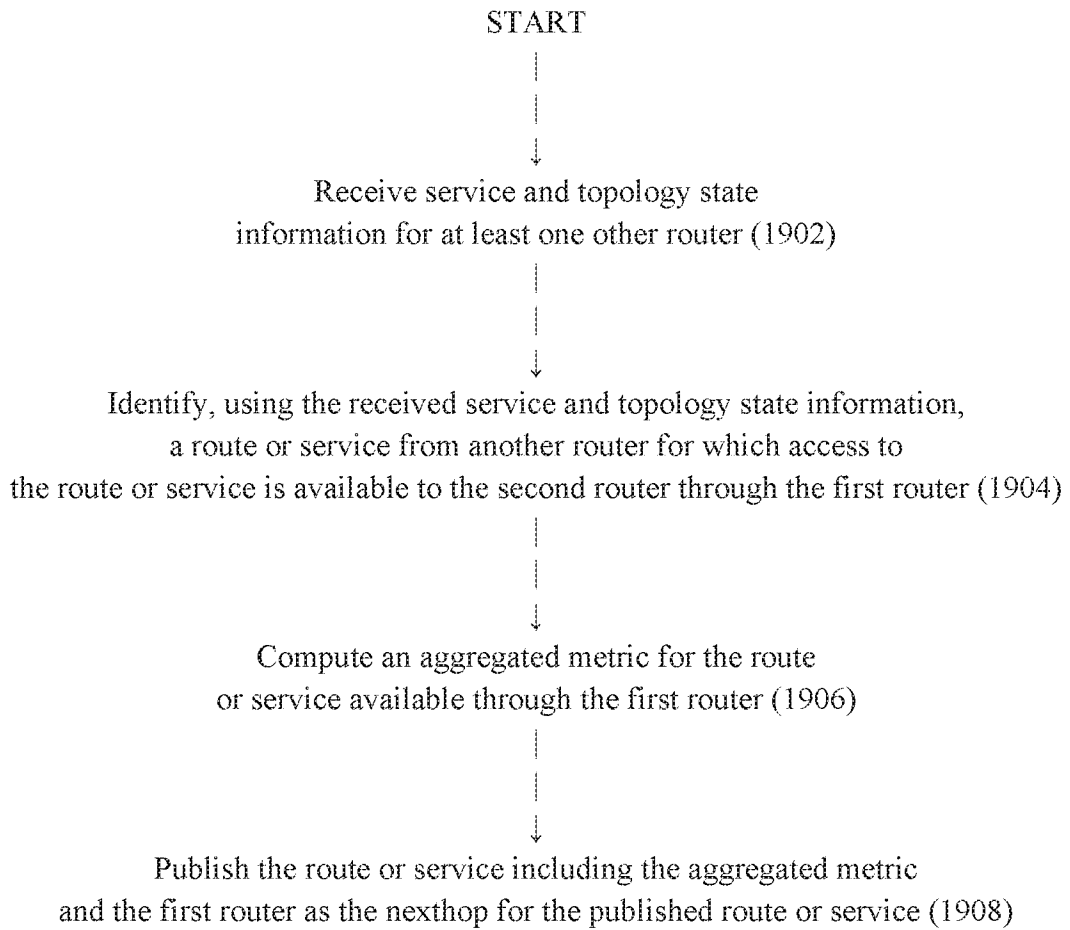 START
Receive service and topology state
information for at least one other router (1902)
Identify, using the received service and topology state information,
a route or service from another router for which access to
the route or service is available to the second router through the first router (1904)
Compute an aggregated metric for the route
or service available through the first router (1906)
Publish the route or service including the aggregated metric
and the first router as the nexthop for the published route or service (1908)